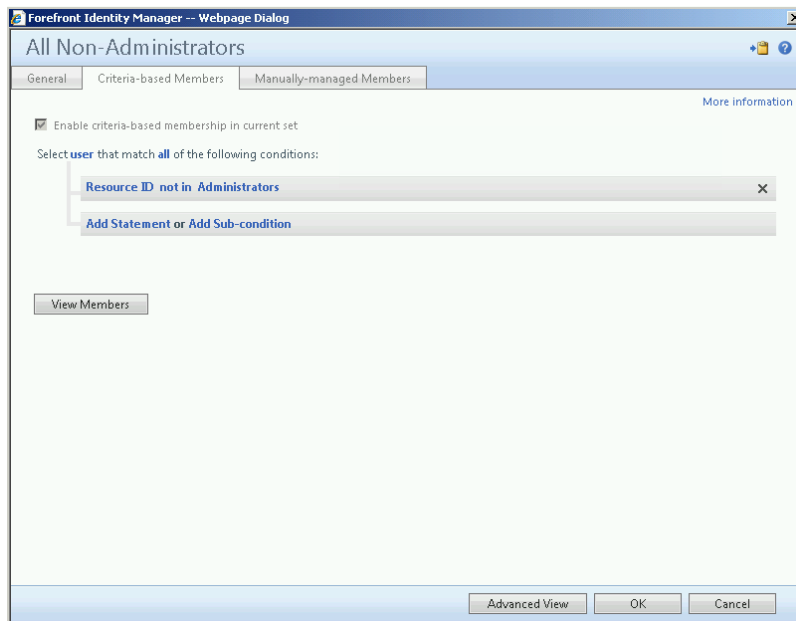 Forefront Identity Manager -- Webpage Dialog
All Non-Administrators
General Criteria-based Members Manually-managed Members
More information
Enable criteria-based membership in current set
Select user that match all of the following conditions:
Resource ID not in Administrators
Add Statement or Add Sub-condition
View Members
Advanced View OK Cancel